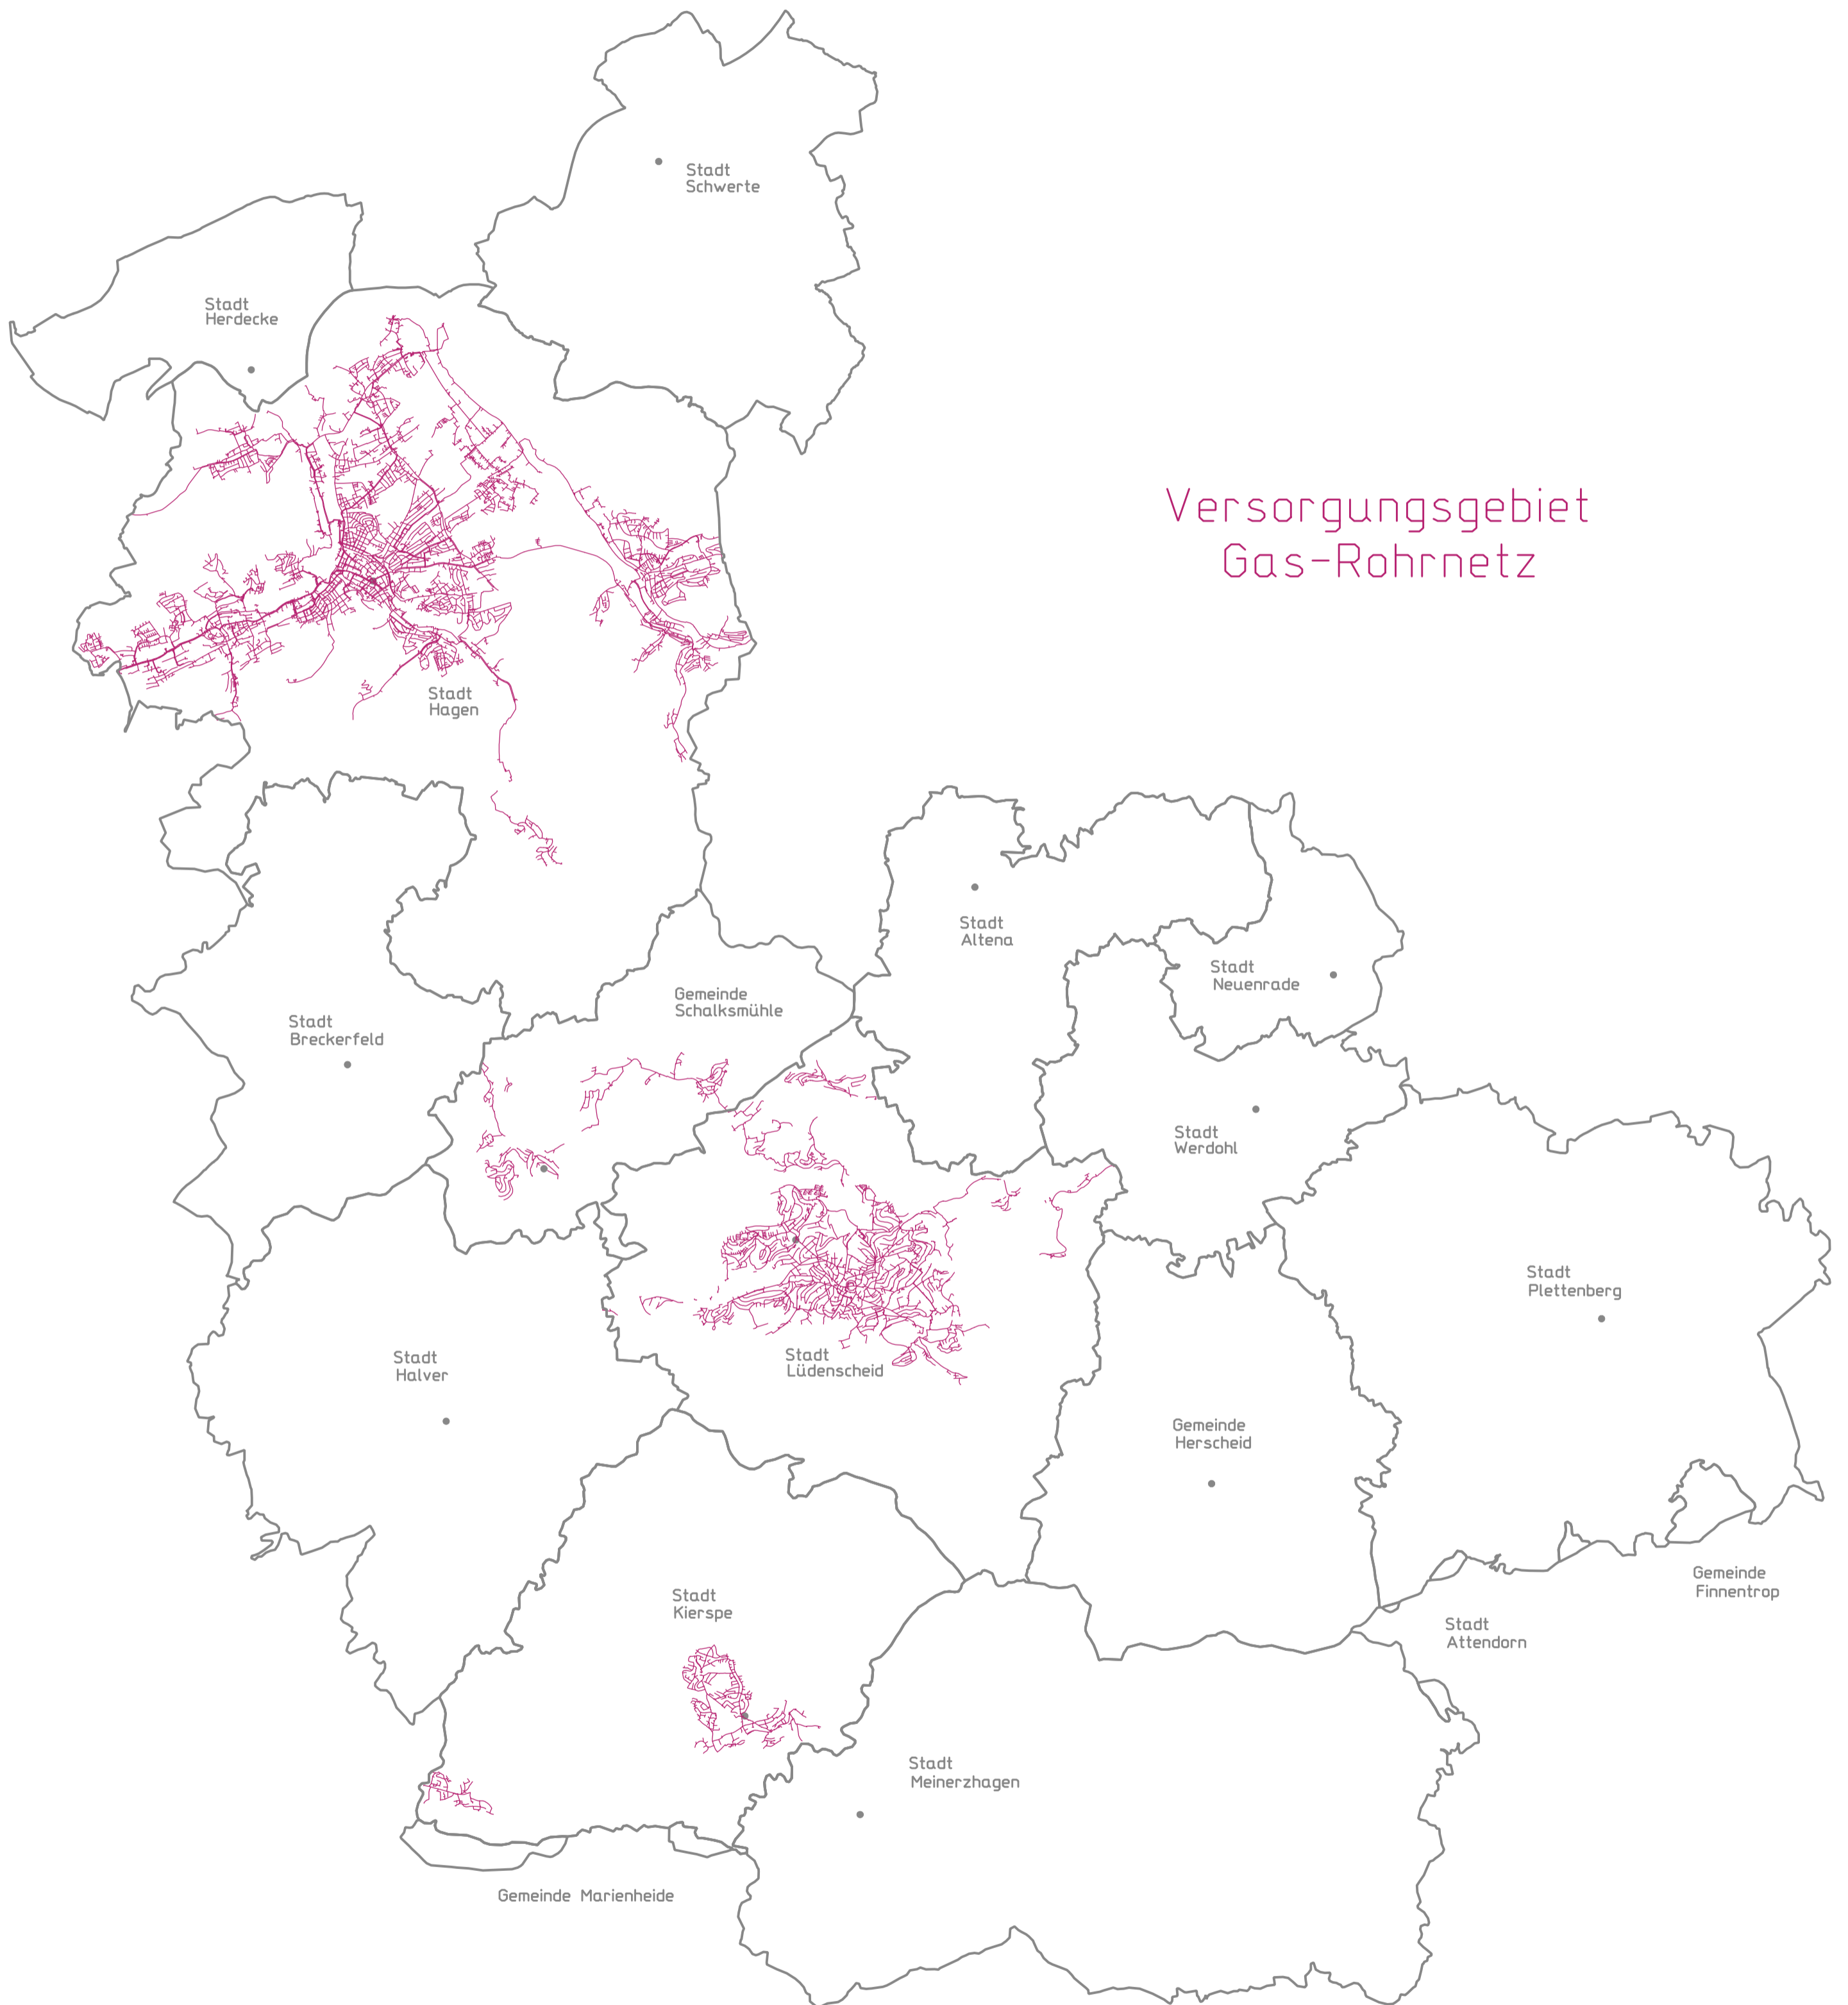 Stadt
Schwerte
Stadt
Herdecke
Versorgungsgebiet
Gas-Rohrnetz
Stadt
Hagen
Stadt
Altena
Stadt
Neuenrade
Gemeinde
Schalksmühle
Stadt
Breckerfeld
Stadt
Werdohl
Stadt
Plettenberg
Stadt
Lüdenscheid
Stadt
Halver
Gemeinde
Herscheid
Gemeinde
Finnentrop
Stadt
Kierspe
Stadt
Attendorn
Stadt
Meinerzhagen
Gemeinde Marienheide